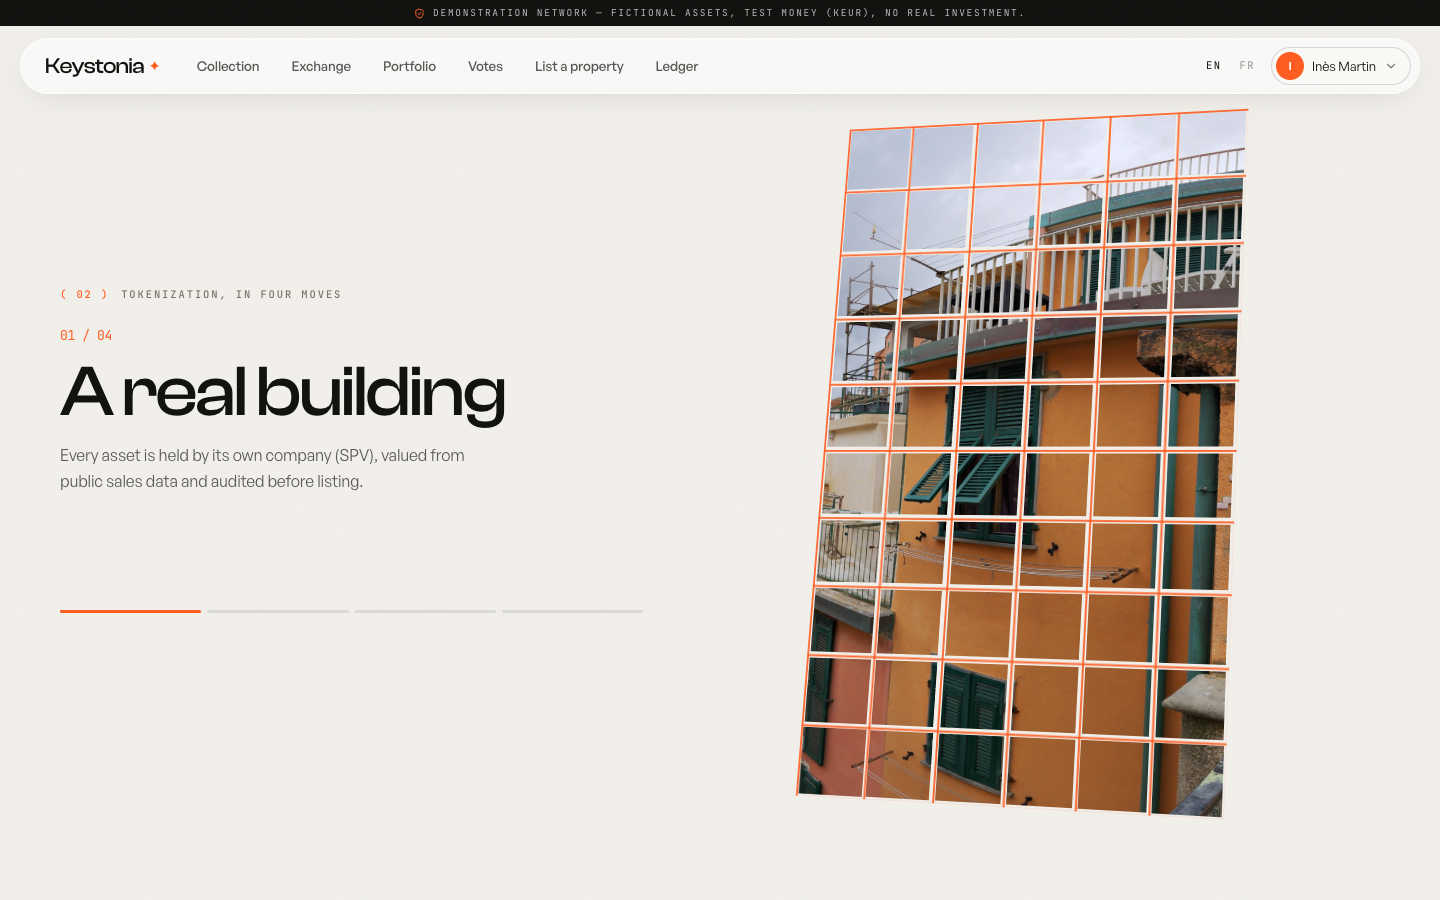 DEMONSTRATION NETWORK — FICTIONAL ASSETS, TEST MONEY (KEUR), NO REAL INVESTMENT.
Keystonia Collection Exchange Portfolio Votes List a property Ledger EN FR I Inès Martin
( 02 ) TOKENIZATION, IN FOUR MOVES
01 / 04
A real building
Every asset is held by its own company (SPV), valued from
public sales data and audited before listing.